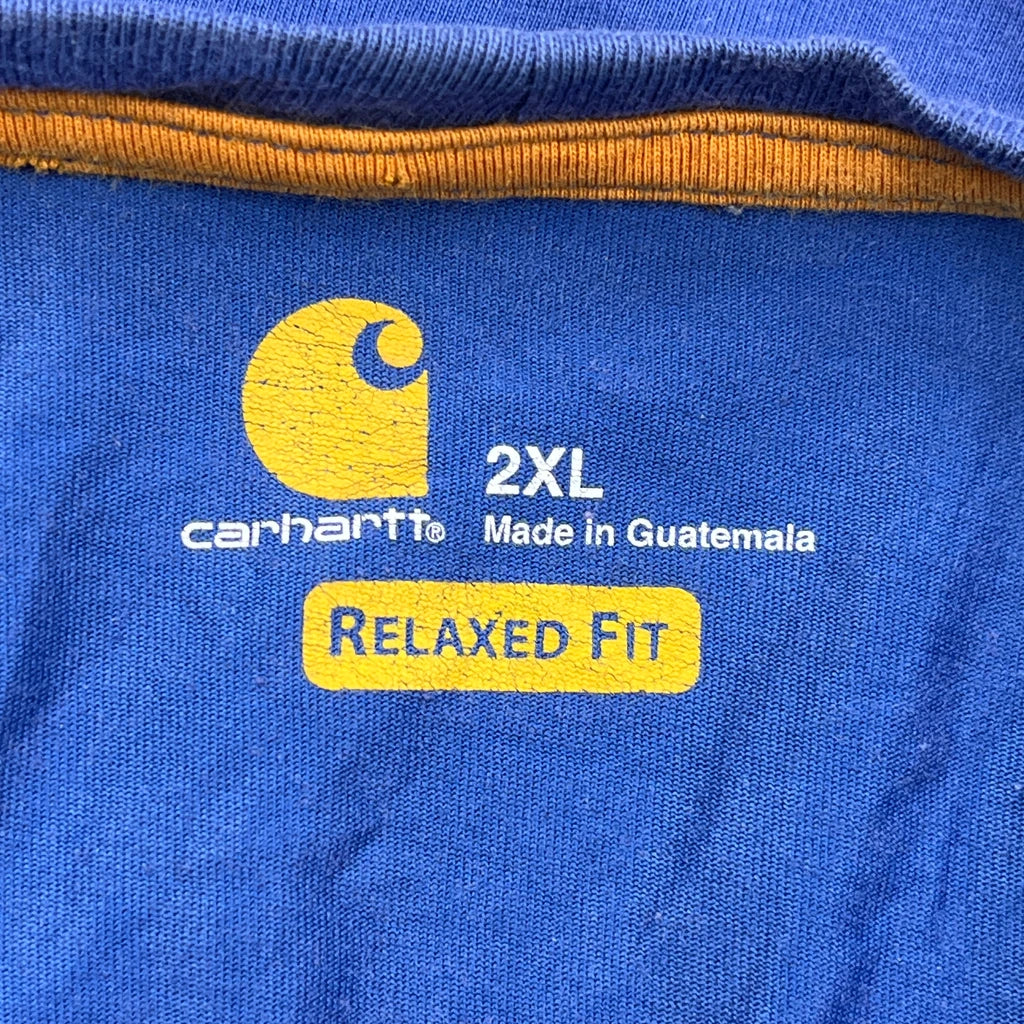 2XL
carhartt®
Made in Guatemala
RELAXED FIT